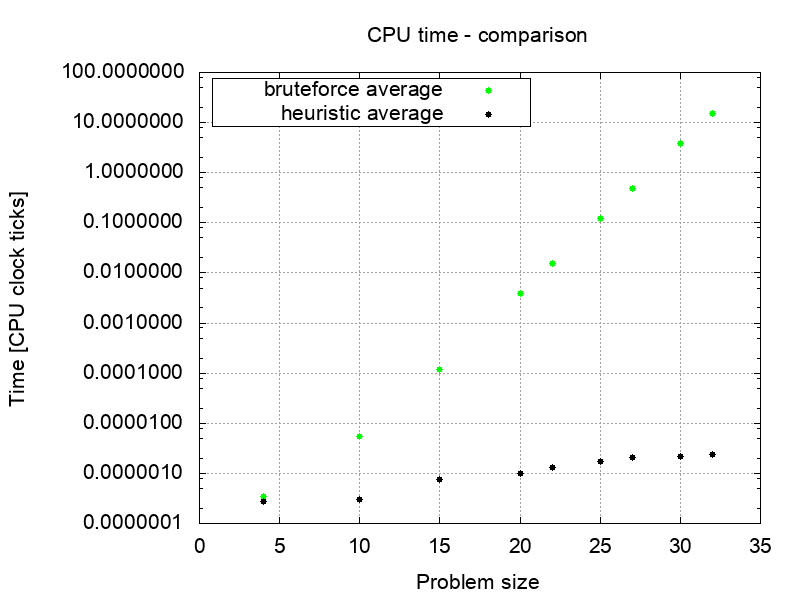 CPU time - comparison
100.0000000
10.0000000
1.0000000
0.1000000
0.0100000
0.0010000
0.0001000
0.0000100
0.0000010
0.0000001
Time [CPU clock ticks]
bruteforce average
heuristic average
0 5 10 15 20 25 30 35
Problem size